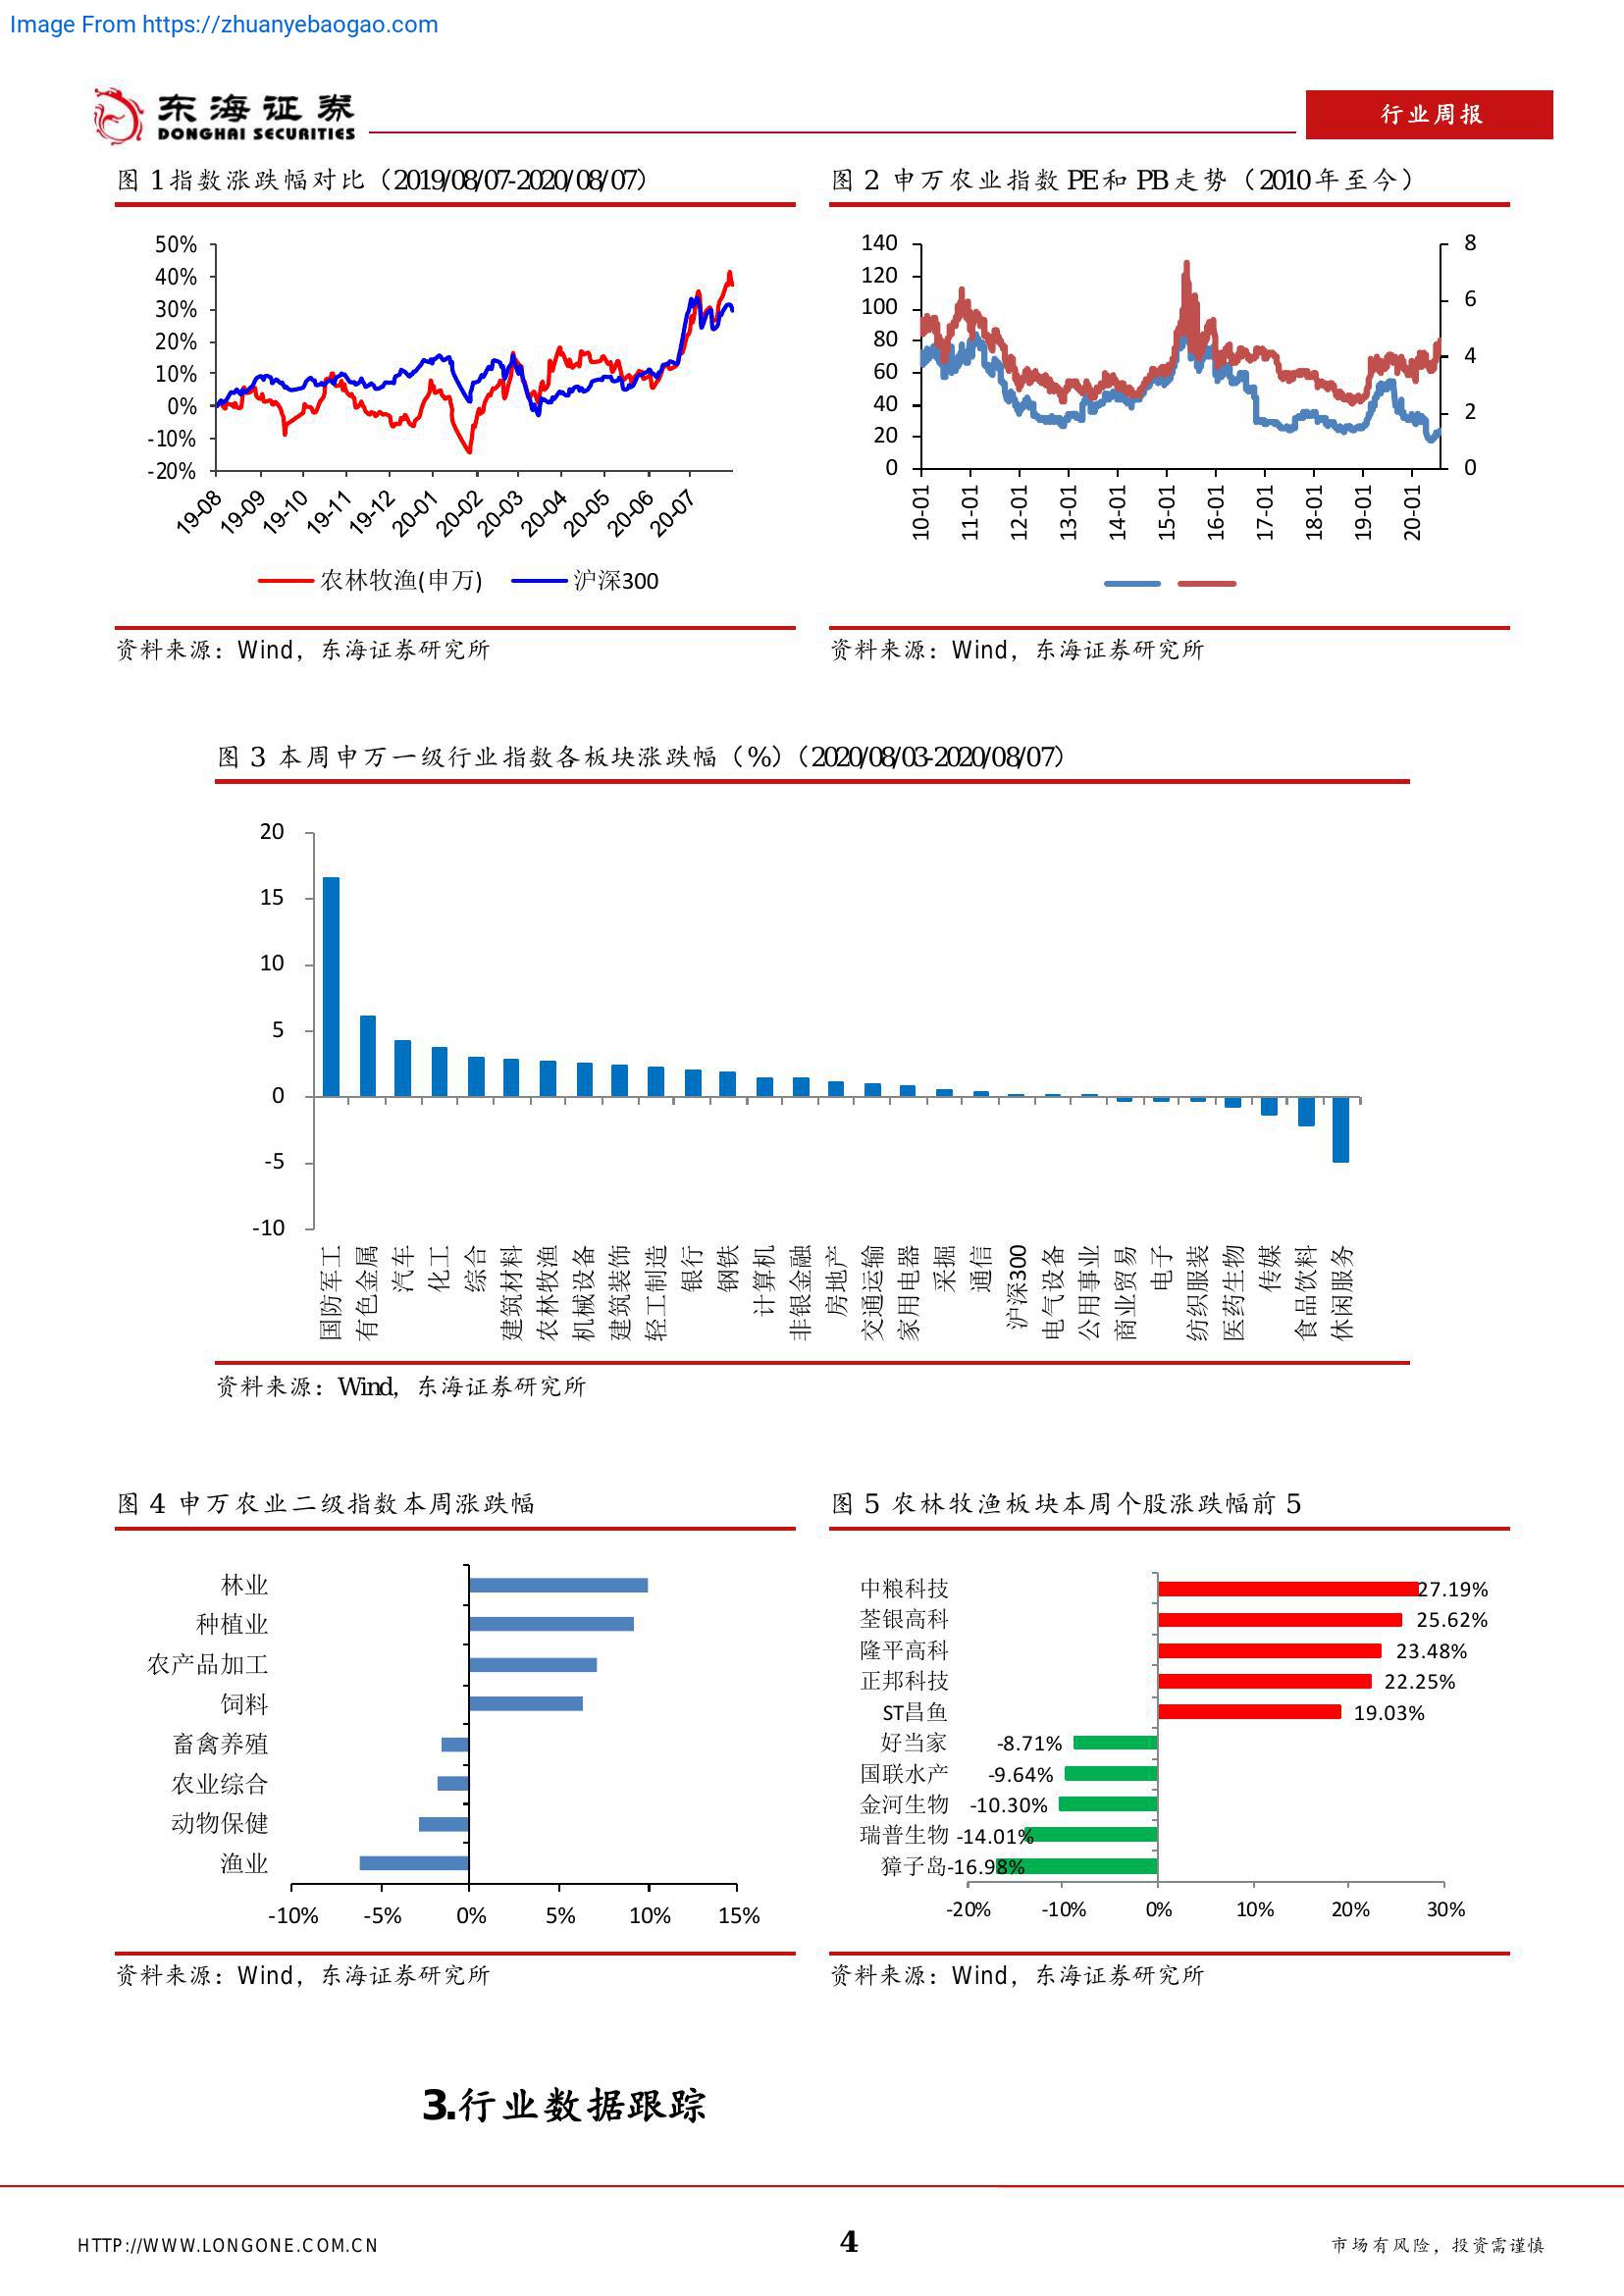 Image From https://zhuanyebaogao.com
东海证券
DONGHAI SECURITIES
行业周报
图 1 指数涨跌幅对比（2019/08/07-2020/08/07）
50%
40%
30%
20%
10%
0%
-10%
-20%
19-08 19-09 19-10 19-11 19-12 20-01 20-02 20-03 20-04 20-05 20-06 20-07
农林牧渔(申万) 沪深300
资料来源：Wind，东海证券研究所
图 2 申万农业指数 PE 和 PB 走势（2010 年至今）
140
120
100
80
60
40
20
0
8
6
4
2
0
10-01 11-01 12-01 13-01 14-01 15-01 16-01 17-01 18-01 19-01 20-01
资料来源：Wind，东海证券研究所
图 3 本周申万一级行业指数各板块涨跌幅（%）（2020/08/03-2020/08/07）
20
15
10
5
0
-5
-10
国防军工 有色金属 汽车 化工 综合 建筑材料 农林牧渔 机械设备 建筑装饰 轻工制造 银行 钢铁 计算机 非银金融 房地产 交通运输 家用电器 采掘 通信 沪深300 电气设备 公用事业 商业贸易 电子 纺织服装 医药生物 传媒 食品饮料 休闲服务
资料来源：Wind，东海证券研究所
图 4 申万农业二级指数本周涨跌幅
林业
种植业
农产品加工
饲料
畜禽养殖
农业综合
动物保健
渔业
-10% -5% 0% 5% 10% 15%
资料来源：Wind，东海证券研究所
图 5 农林牧渔板块本周个股涨跌幅前 5
中粮科技 27.19%
荃银高科 25.62%
隆平高科 23.48%
正邦科技 22.25%
ST昌鱼 19.03%
好当家 -8.71%
国联水产 -9.64%
金河生物 -10.30%
瑞普生物 -14.01%
獐子岛 -16.98%
-20% -10% 0% 10% 20% 30%
资料来源：Wind，东海证券研究所
3.行业数据跟踪
HTTP://WWW.LONGONE.COM.CN 4 市场有风险，投资需谨慎